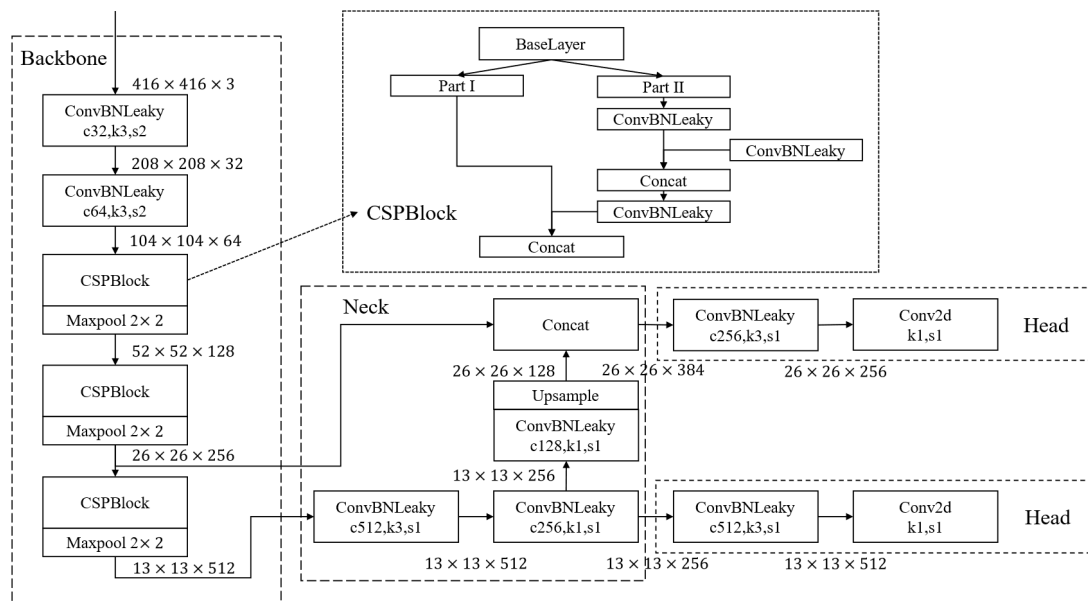 Backbone
416 × 416 × 3
ConvBNLeaky
c32,k3,s2
208 × 208 × 32
ConvBNLeaky
c64,k3,s2
104 × 104 × 64
CSPBlock
Maxpool 2× 2
52 × 52 × 128
CSPBlock
Maxpool 2× 2
26 × 26 × 256
CSPBlock
Maxpool 2× 2
13 × 13 × 512
BaseLayer
Part I
Part II
ConvBNLeaky
ConvBNLeaky
Concat
ConvBNLeaky
CSPBlock
Concat
Neck
Concat
26 × 26 × 128
26 × 26 × 384
Upsample
ConvBNLeaky
c128,k1,s1
13 × 13 × 256
ConvBNLeaky
c512,k3,s1
ConvBNLeaky
c256,k1,s1
13 × 13 × 512
13 × 13 × 256
ConvBNLeaky
c256,k3,s1
Conv2d
k1,s1
Head
26 × 26 × 256
ConvBNLeaky
c512,k3,s1
Conv2d
k1,s1
Head
13 × 13 × 512